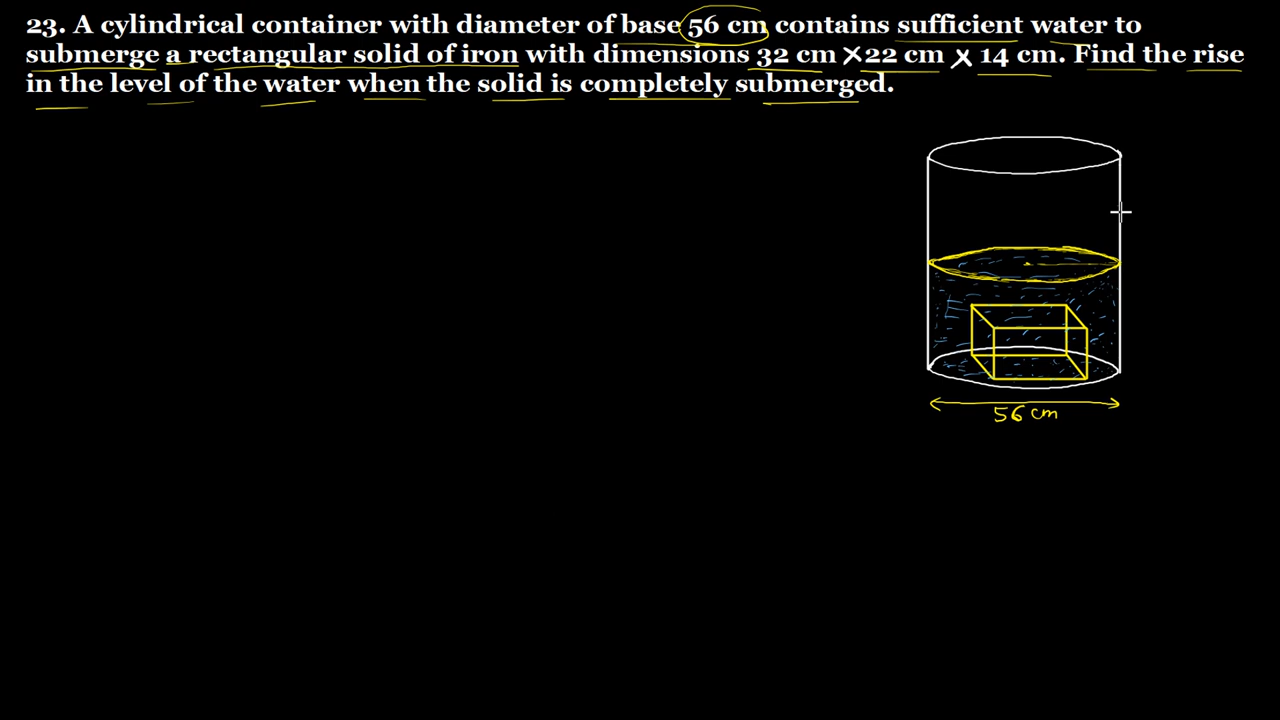 23. A cylindrical container with diameter of base 56 cm contains sufficient water to
submerge a rectangular solid of iron with dimensions 32 cm × 22 cm × 14 cm. Find the rise
in the level of the water when the solid is completely submerged.
56 cm